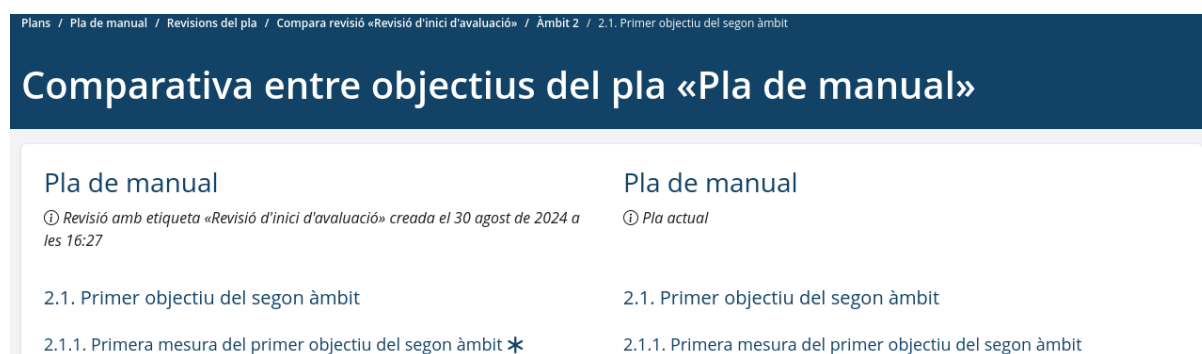 Plans / Pla de manual / Revisions del pla / Compara revisió «Revisió d'inici d'avaluació» / Àmbit 2 / 2.1. Primer objectiu del segon àmbit
Comparativa entre objectius del pla «Pla de manual»
Pla de manual
Revisió amb etiqueta «Revisió d'inici d'avaluació» creada el 30 agost de 2024 a
les 16:27
2.1. Primer objectiu del segon àmbit
2.1.1. Primera mesura del primer objectiu del segon àmbit *
Pla de manual
Pla actual
2.1. Primer objectiu del segon àmbit
2.1.1. Primera mesura del primer objectiu del segon àmbit